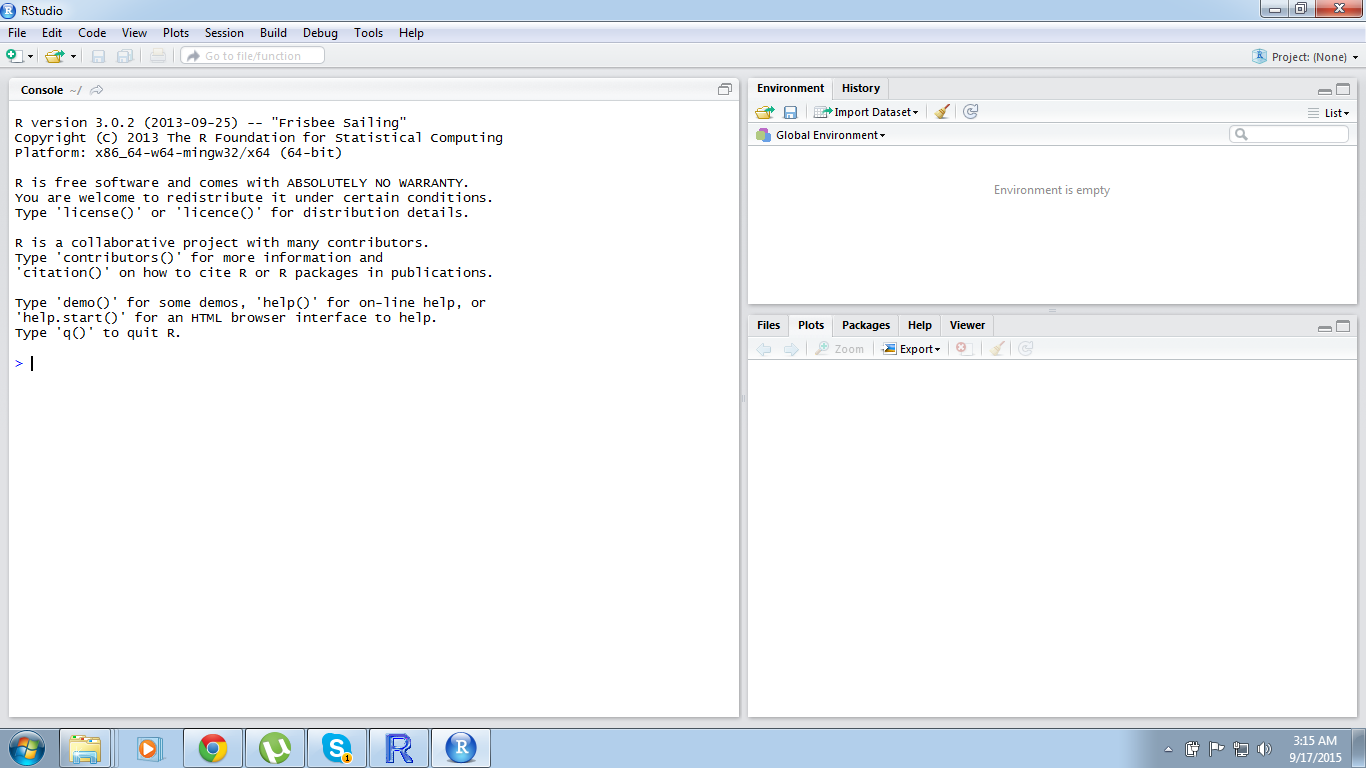 RStudio
File Edit Code View Plots Session Build Debug Tools Help
Go to file/function
Project: (None)
Console ~/
R version 3.0.2 (2013-09-25) -- "Frisbee Sailing"
Copyright (C) 2013 The R Foundation for Statistical Computing
Platform: x86_64-w64-mingw32/x64 (64-bit)
R is free software and comes with ABSOLUTELY NO WARRANTY.
You are welcome to redistribute it under certain conditions.
Type 'license()' or 'licence()' for distribution details.
R is a collaborative project with many contributors.
Type 'contributors()' for more information and
'citation()' on how to cite R or R packages in publications.
Type 'demo()' for some demos, 'help()' for on-line help, or
'help.start()' for an HTML browser interface to help.
Type 'q()' to quit R.
>
Environment History
Import Dataset
List
Global Environment
Environment is empty
Files Plots Packages Help Viewer
Zoom Export
3:15 AM
9/17/2015